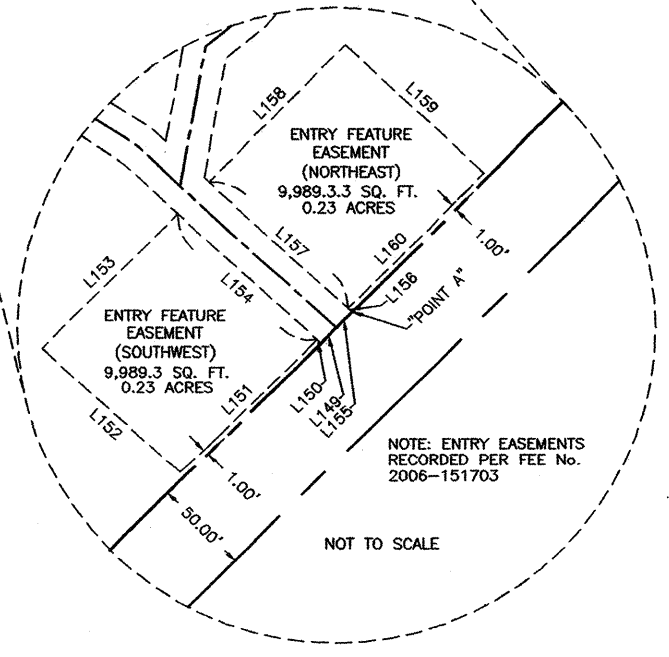 L158
L159
ENTRY FEATURE
EASEMENT
(NORTHEAST)
9,989.3.3 SQ. FT.
0.23 ACRES
L157
L160
1.00'
L156
"POINT A"
L153
L154
ENTRY FEATURE
EASEMENT
(SOUTHWEST)
9,989.3 SQ. FT.
0.23 ACRES
L151
L152
L150
L149
L155
1.00'
50.00'
NOTE: ENTRY EASEMENTS
RECORDED PER FEE No.
2006-151703
NOT TO SCALE